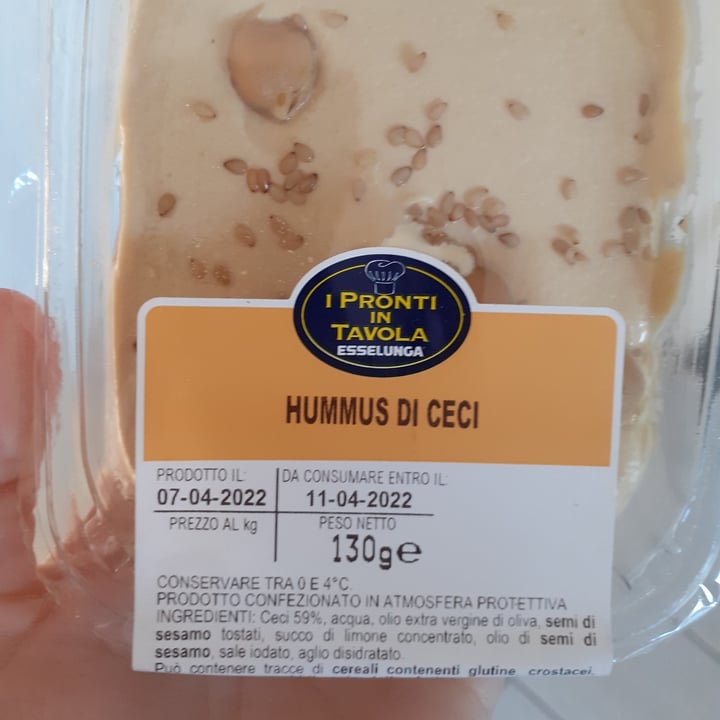 I PRONTI
IN
TAVOLA
ESSELUNGA
HUMMUS DI CECI
PRODOTTO IL:
07-04-2022
DA CONSUMARE ENTRO IL:
11-04-2022
PREZZO AL kg
PESO NETTO
130g℮
CONSERVARE TRA 0 E 4°C.
PRODOTTO CONFEZIONATO IN ATMOSFERA PROTETTIVA
INGREDIENTI: Ceci 59%, acqua, olio extra vergine di oliva, semi di
sesamo tostati, succo di limone concentrato, olio di semi di
sesamo, sale iodato, aglio disidratato.
Può contenere tracce di cereali contenenti glutine, crostacei,